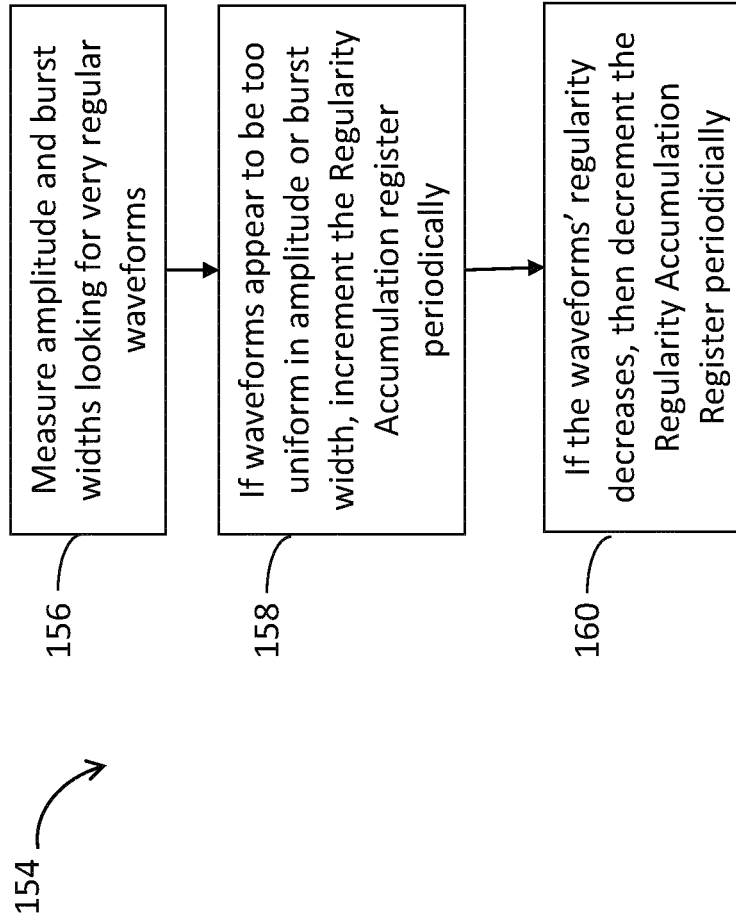 154
156
Measure amplitude and burst
widths looking for very regular
waveforms
158
If waveforms appear to be too
uniform in amplitude or burst
width, increment the Regularity
Accumulation register
periodically
160
If the waveforms’ regularity
decreases, then decrement the
Regularity Accumulation
Register periodicially